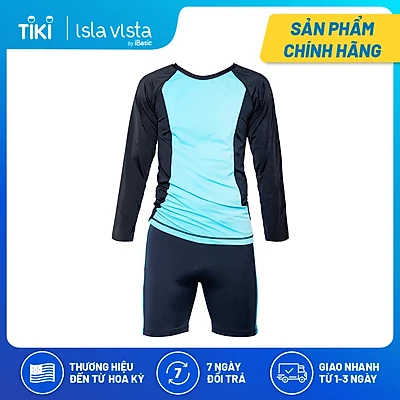 TIKI
Isla Vista
by iBasic
SẢN PHẨM
CHÍNH HÃNG
THƯƠNG HIỆU
ĐẾN TỪ HOA KỲ
7
7 NGÀY
ĐỔI TRẢ
GIAO NHANH
TỪ 1-3 NGÀY